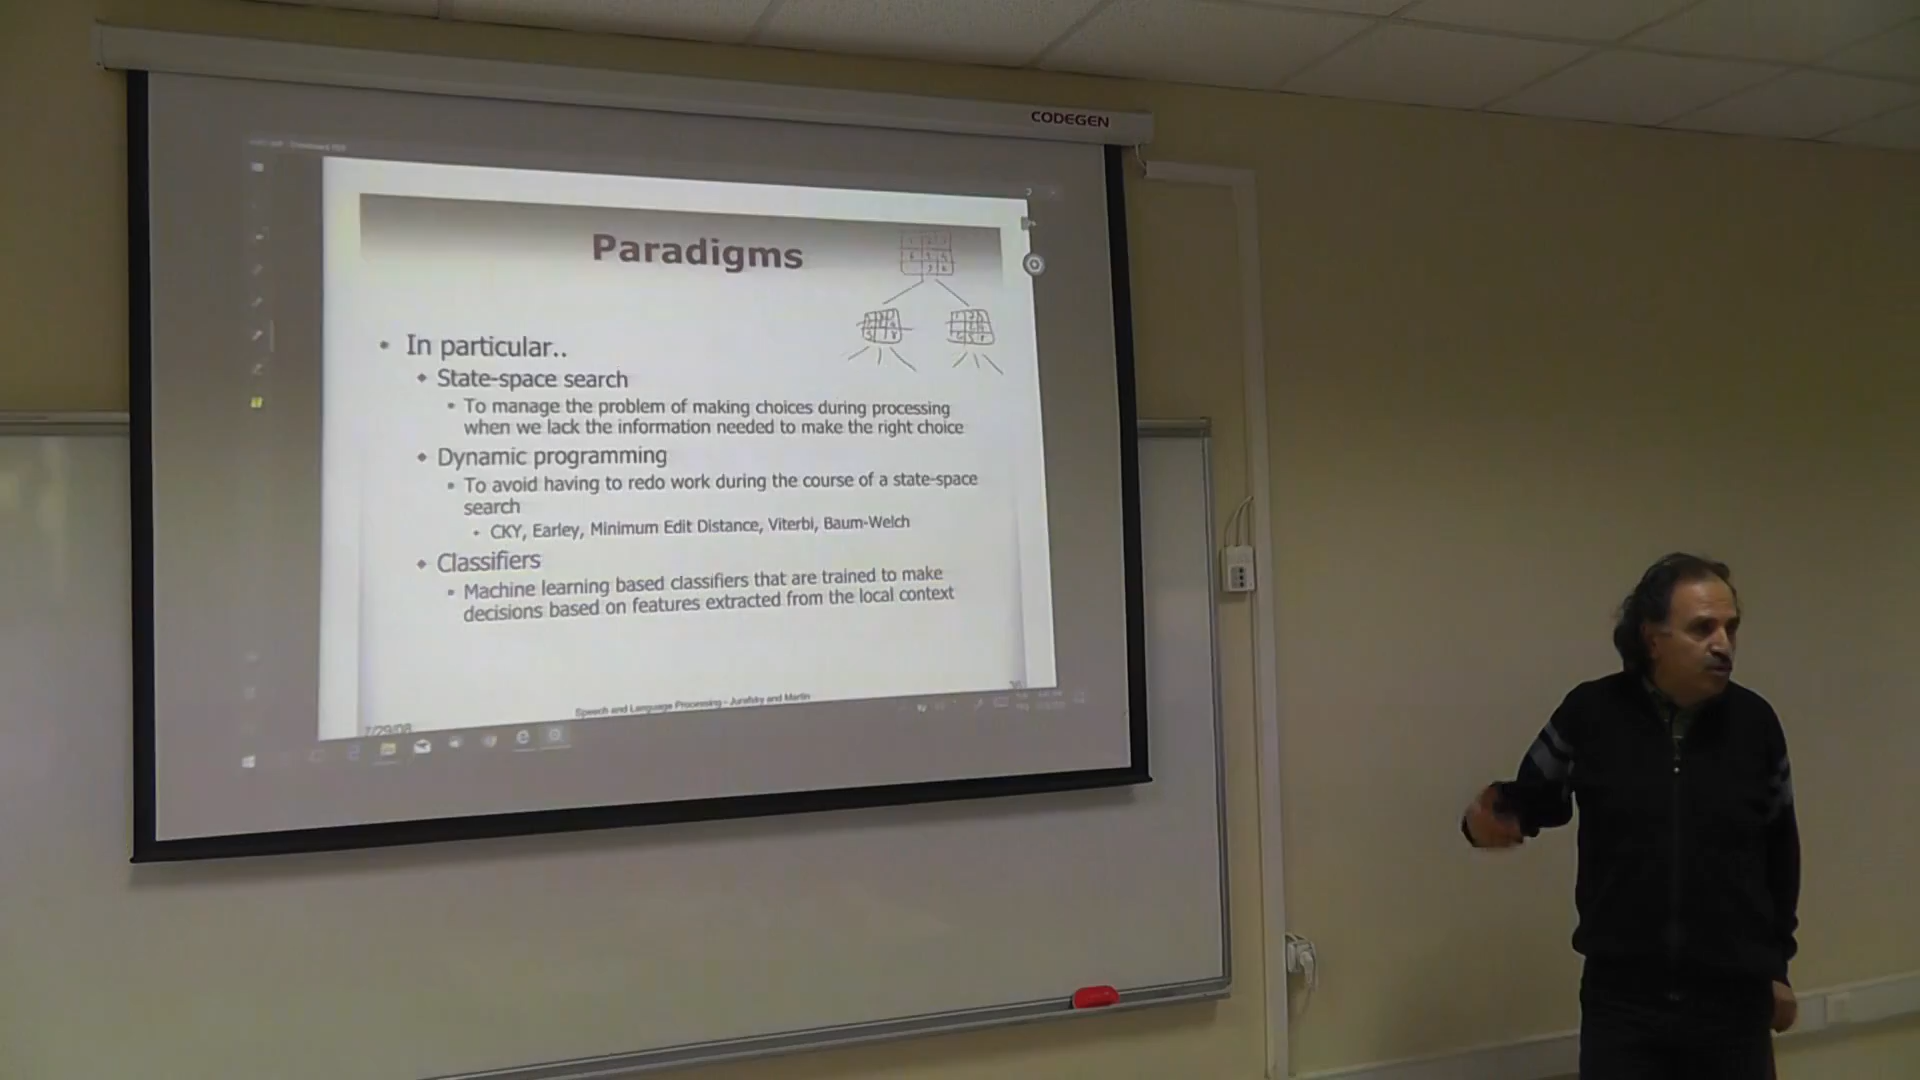 CODEGEN
Paradigms
• In particular..
• State-space search
• To manage the problem of making choices during processing
when we lack the information needed to make the right choice
• Dynamic programming
• To avoid having to redo work during the course of a state-space
search
• CKY, Earley, Minimum Edit Distance, Viterbi, Baum-Welch
• Classifiers
• Machine learning based classifiers that are trained to make
decisions based on features extracted from the local context
Speech and Language Processing - Jurafsky and Martin
7/29/08